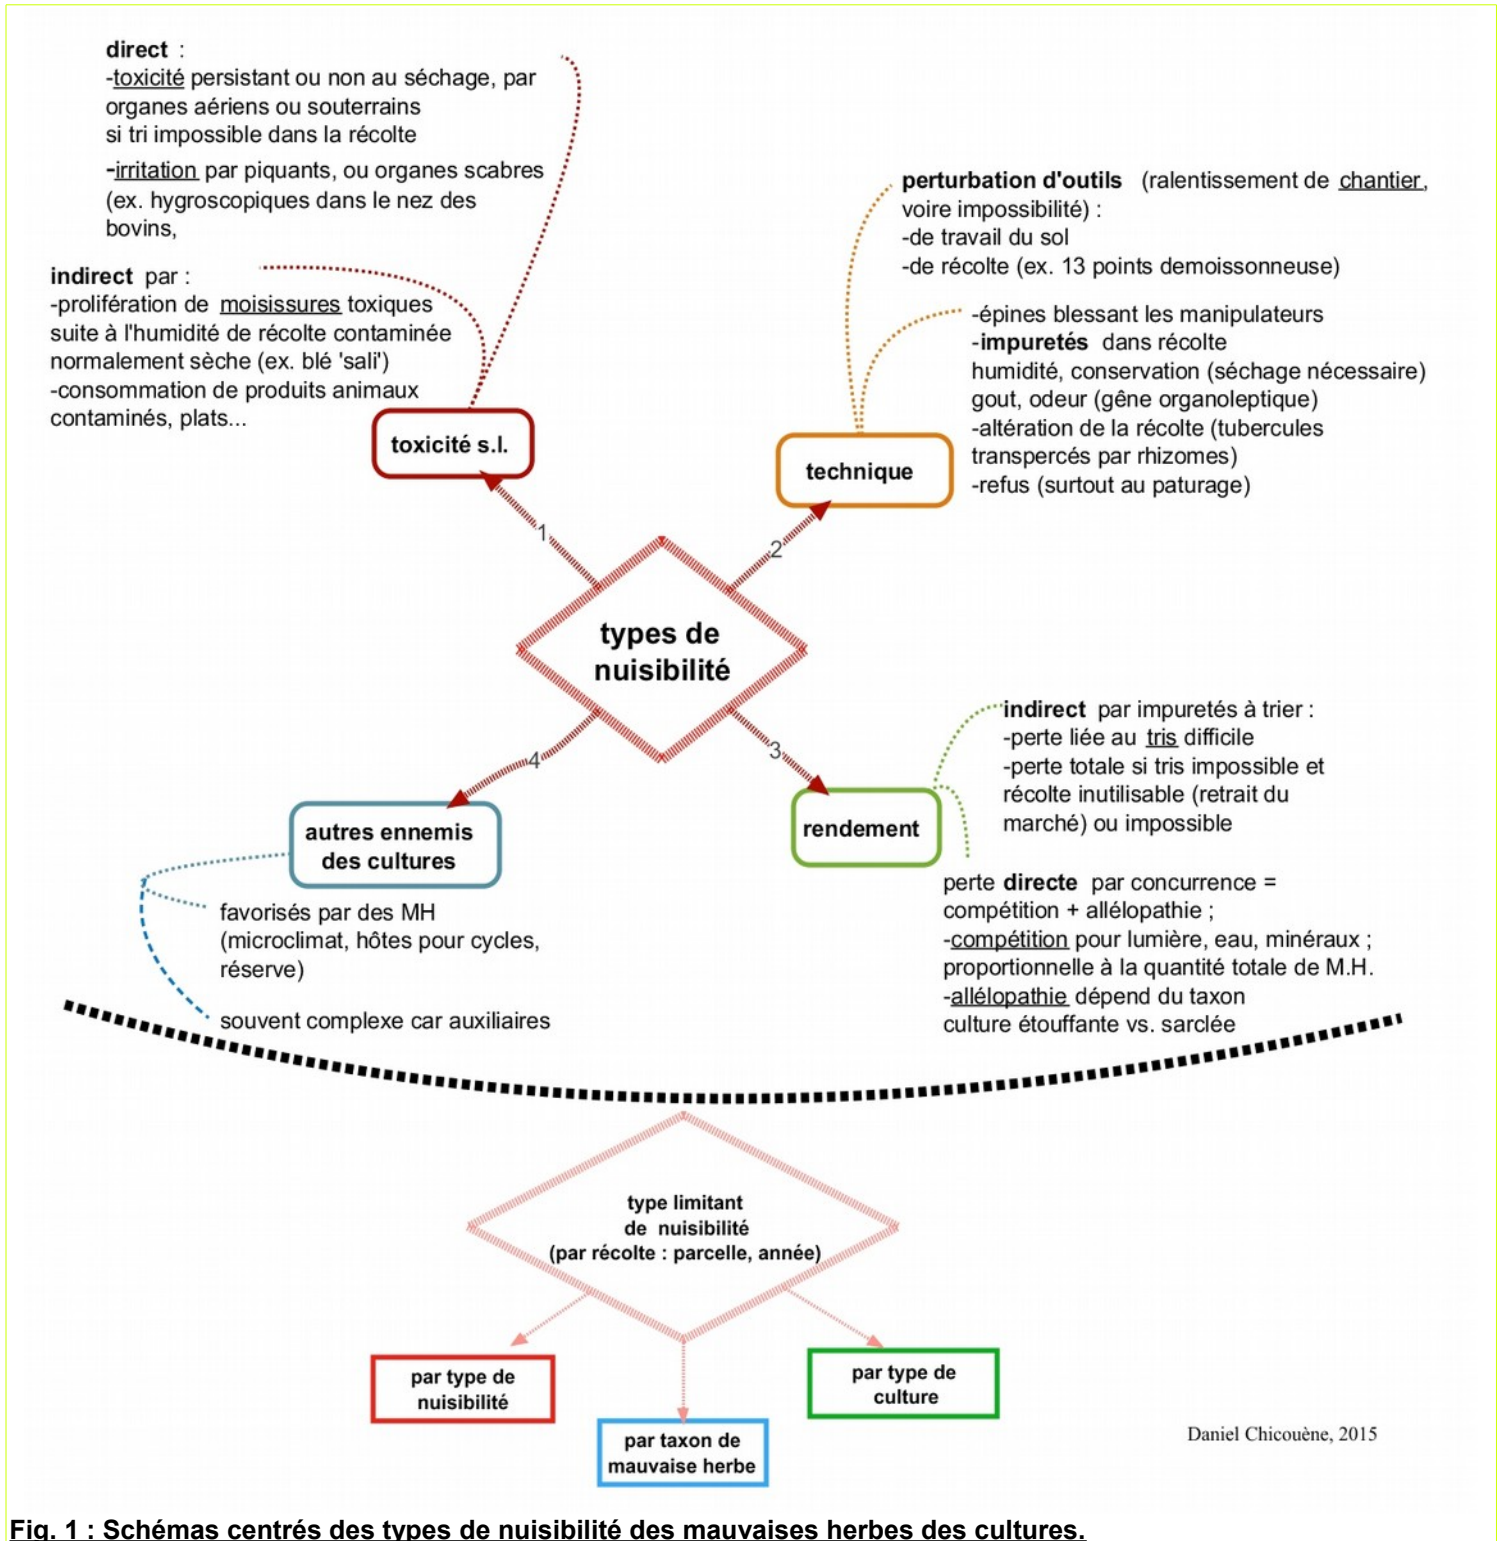 direct :
-toxicité persistant ou non au séchage, par
organes aériens ou souterrains
si tri impossible dans la récolte
-irritation par piquants, ou organes scabres
(ex. hygroscopiques dans le nez des
bovins,
indirect par :
-prolifération de moisissures toxiques
suite à l'humidité de récolte contaminée
normalement sèche (ex. blé 'sali')
-consommation de produits animaux
contaminés, plats...
toxicité s.l.
perturbation d'outils (ralentissement de chantier,
voire impossibilité) :
-de travail du sol
-de récolte (ex. 13 points demoissonneuse)
-épines blessant les manipulateurs
-impuretés dans récolte
humidité, conservation (séchage nécessaire)
gout, odeur (gêne organoleptique)
-altération de la récolte (tubercules
transpercés par rhizomes)
-refus (surtout au paturage)
technique
1
2
types de
nuisibilité
3
4
indirect par impuretés à trier :
-perte liée au tris difficile
-perte totale si tris impossible et
récolte inutilisable (retrait du
marché) ou impossible
rendement
perte directe par concurrence =
compétition + allélopathie ;
-compétition pour lumière, eau, minéraux ;
proportionnelle à la quantité totale de M.H.
-allélopathie dépend du taxon
culture étouffante vs. sarclée
autres ennemis
des cultures
favorisés par des MH
(microclimat, hôtes pour cycles,
réserve)
souvent complexe car auxiliaires
type limitant
de nuisibilité
(par récolte : parcelle, année)
par type de
nuisibilité
par taxon de
mauvaise herbe
par type de
culture
Daniel Chicouène, 2015
Fig. 1 : Schémas centrés des types de nuisibilité des mauvaises herbes des cultures.